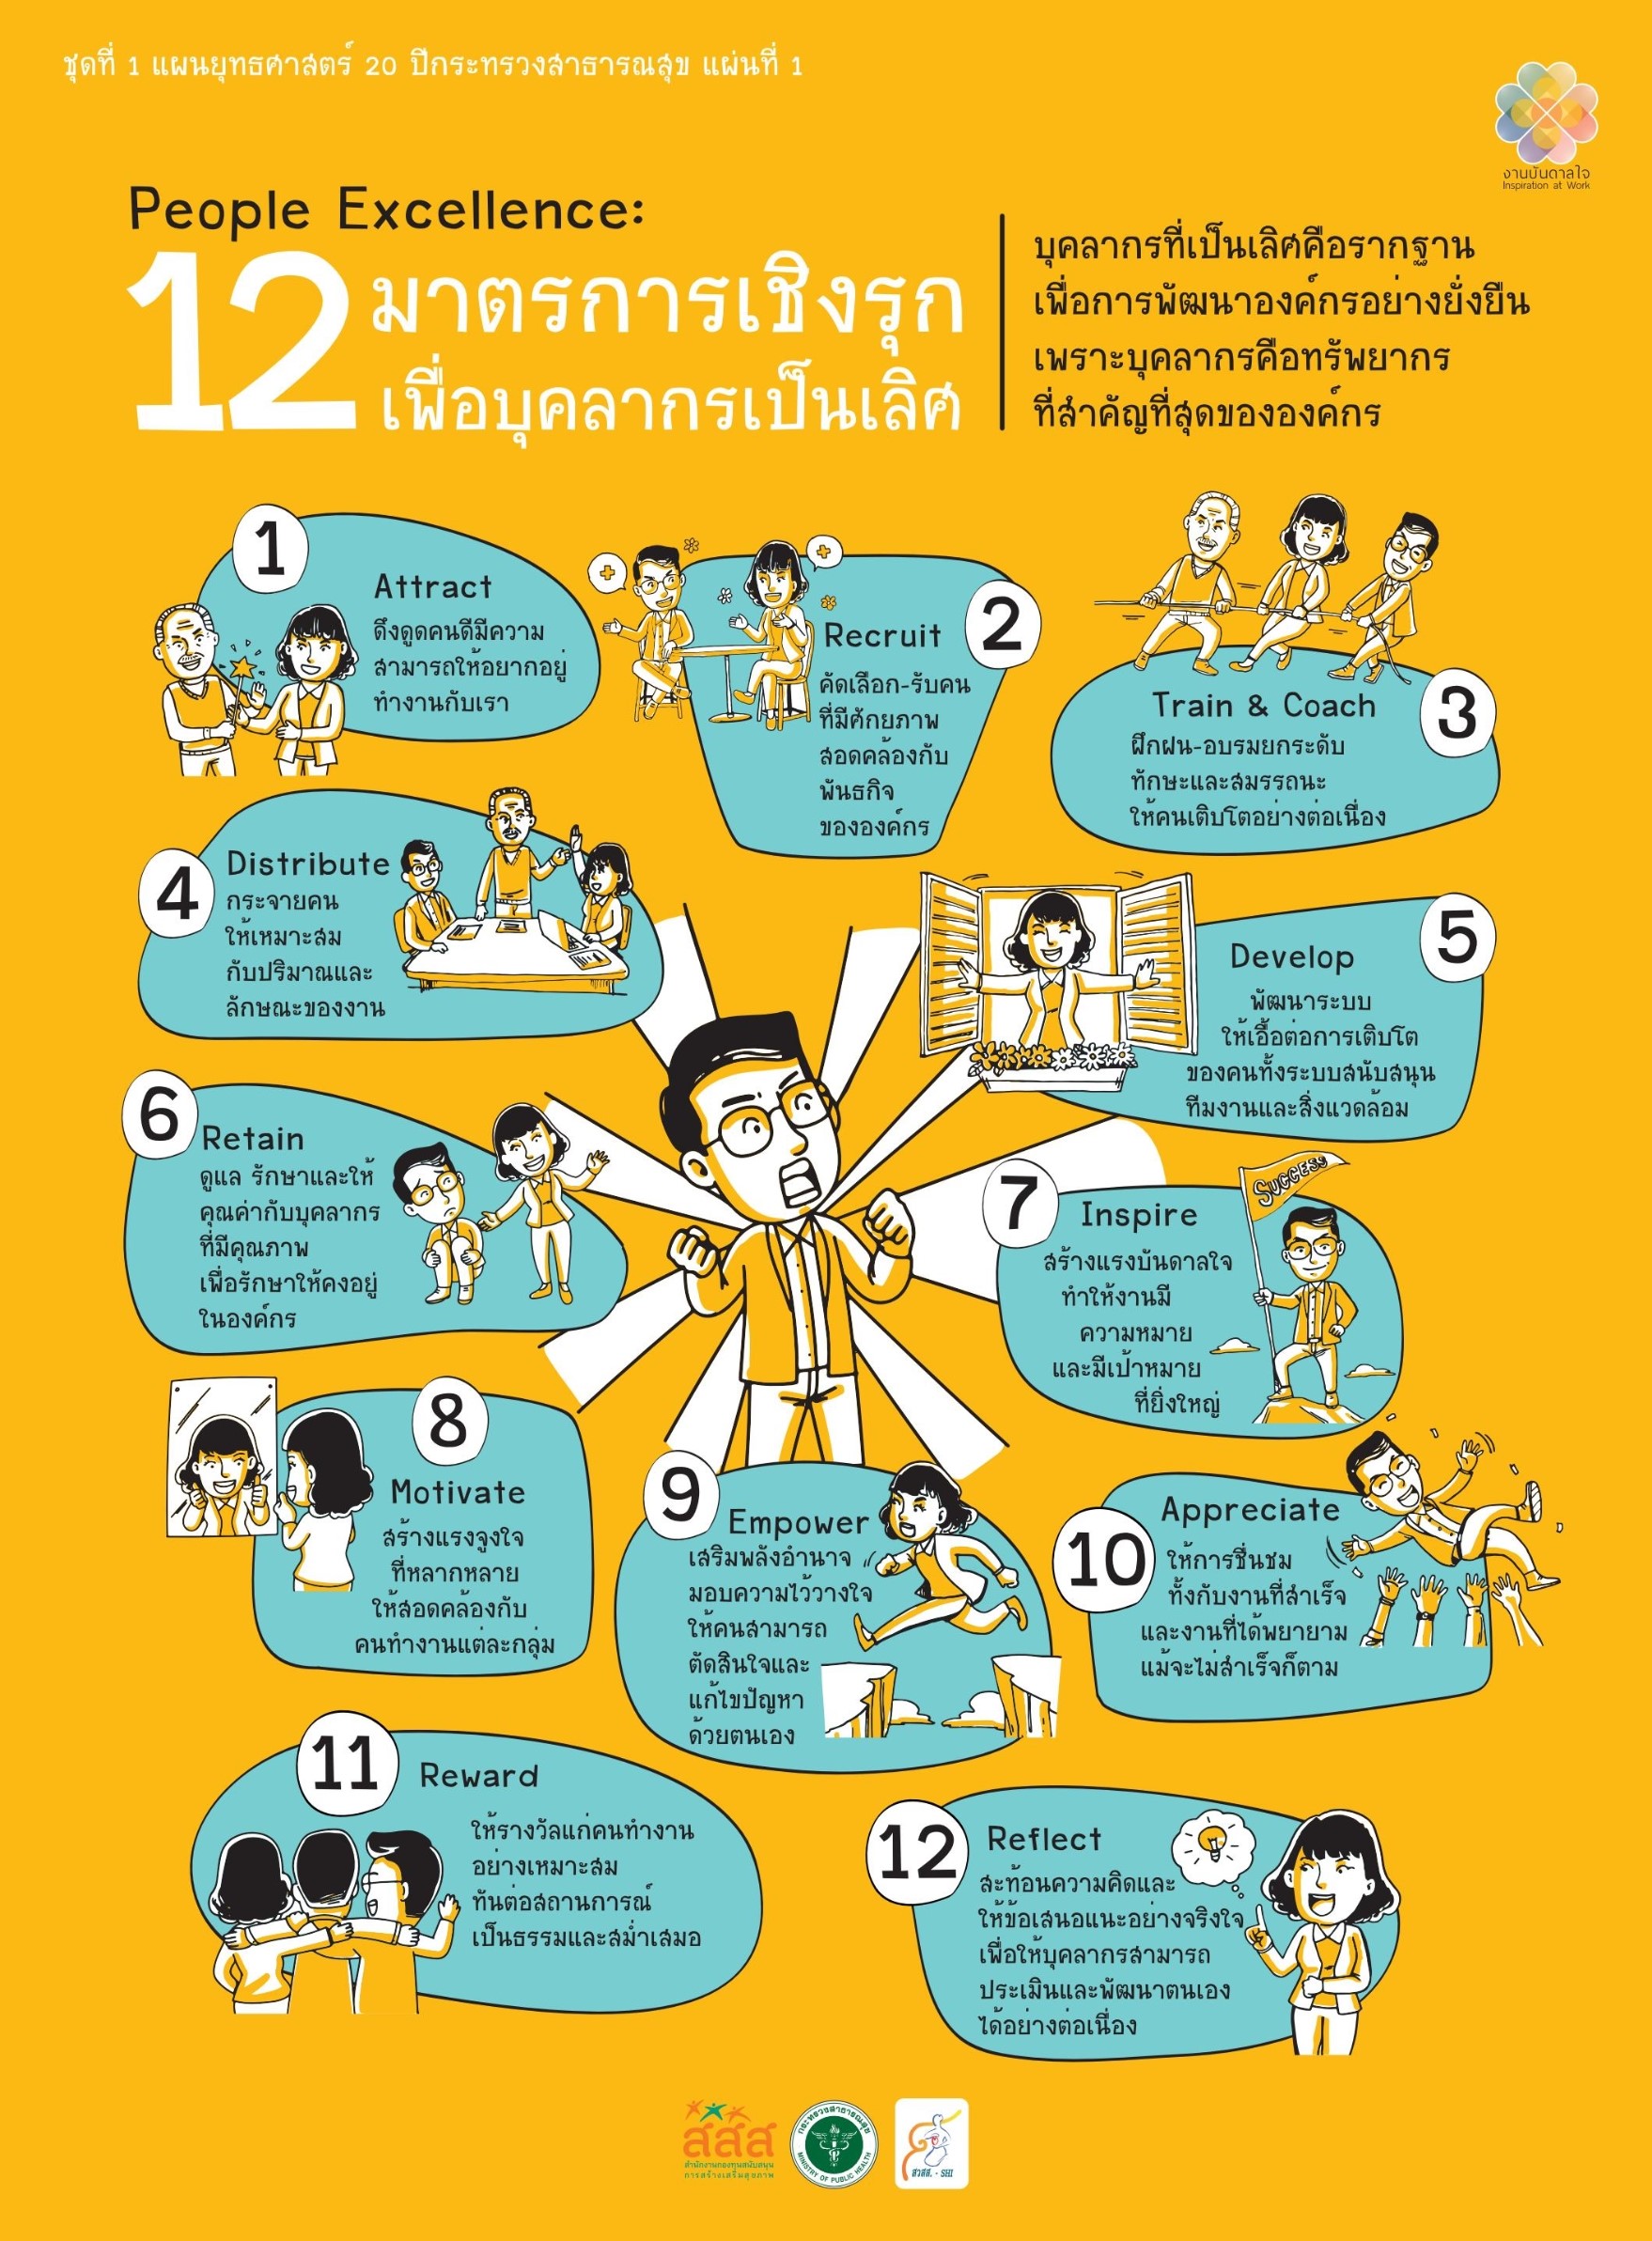 ชุดที่ 1 แผนยุทธศาสตร์ 20 ปีกระทรวงสาธารณสุข แผ่นที่ 1
งานบันดาลใจ
Inspiration at Work
People Excellence:
12 มาตรการเชิงรุก
เพื่อบุคลากรเป็นเลิศ
บุคลากรที่เป็นเลิศคือรากฐาน
เพื่อการพัฒนาองค์กรอย่างยั่งยืน
เพราะบุคลากรคือทรัพยากร
ที่สำคัญที่สุดขององค์กร
1
Attract
ดึงดูดคนดีมีความ
สามารถให้อยากอยู่
ทำงานกับเรา
2
Recruit
คัดเลือก-รับคน
ที่มีศักยภาพ
สอดคล้องกับ
พันธกิจ
ขององค์กร
3
Train & Coach
ฝึกฝน-อบรมยกระดับ
ทักษะและสมรรถนะ
ให้คนเติบโตอย่างต่อเนื่อง
4
Distribute
กระจายคน
ให้เหมาะสม
กับปริมาณและ
ลักษณะของงาน
5
Develop
พัฒนาระบบ
ให้เอื้อต่อการเติบโต
ของคนทั้งระบบสนับสนุน
ทีมงานและสิ่งแวดล้อม
6
Retain
ดูแล รักษาและให้
คุณค่ากับบุคลากร
ที่มีคุณภาพ
เพื่อรักษาให้คงอยู่
ในองค์กร
7
Inspire
สร้างแรงบันดาลใจ
ทำให้งานมี
ความหมาย
และมีเป้าหมาย
ที่ยิ่งใหญ่
SUCCESS
8
Motivate
สร้างแรงจูงใจ
ที่หลากหลาย
ให้สอดคล้องกับ
คนทำงานแต่ละกลุ่ม
9
Empower
เสริมพลังอำนาจ
มอบความไว้วางใจ
ให้คนสามารถ
ตัดสินใจและ
แก้ไขปัญหา
ด้วยตนเอง
10
Appreciate
ให้การชื่นชม
ทั้งกับงานที่สำเร็จ
และงานที่ได้พยายาม
แม้จะไม่สำเร็จก็ตาม
11
Reward
ให้รางวัลแก่คนทำงาน
อย่างเหมาะสม
ทันต่อสถานการณ์
เป็นธรรมและสม่ำเสมอ
12
Reflect
สะท้อนความคิดและ
ให้ข้อเสนอแนะอย่างจริงใจ
เพื่อให้บุคลากรสามารถ
ประเมินและพัฒนาตนเอง
ได้อย่างต่อเนื่อง
สสส
สำนักงานกองทุนสนับสนุน
การสร้างเสริมสุขภาพ
กระทรวงสาธารณสุข
MINISTRY OF PUBLIC HEALTH
สวสส. - SHI